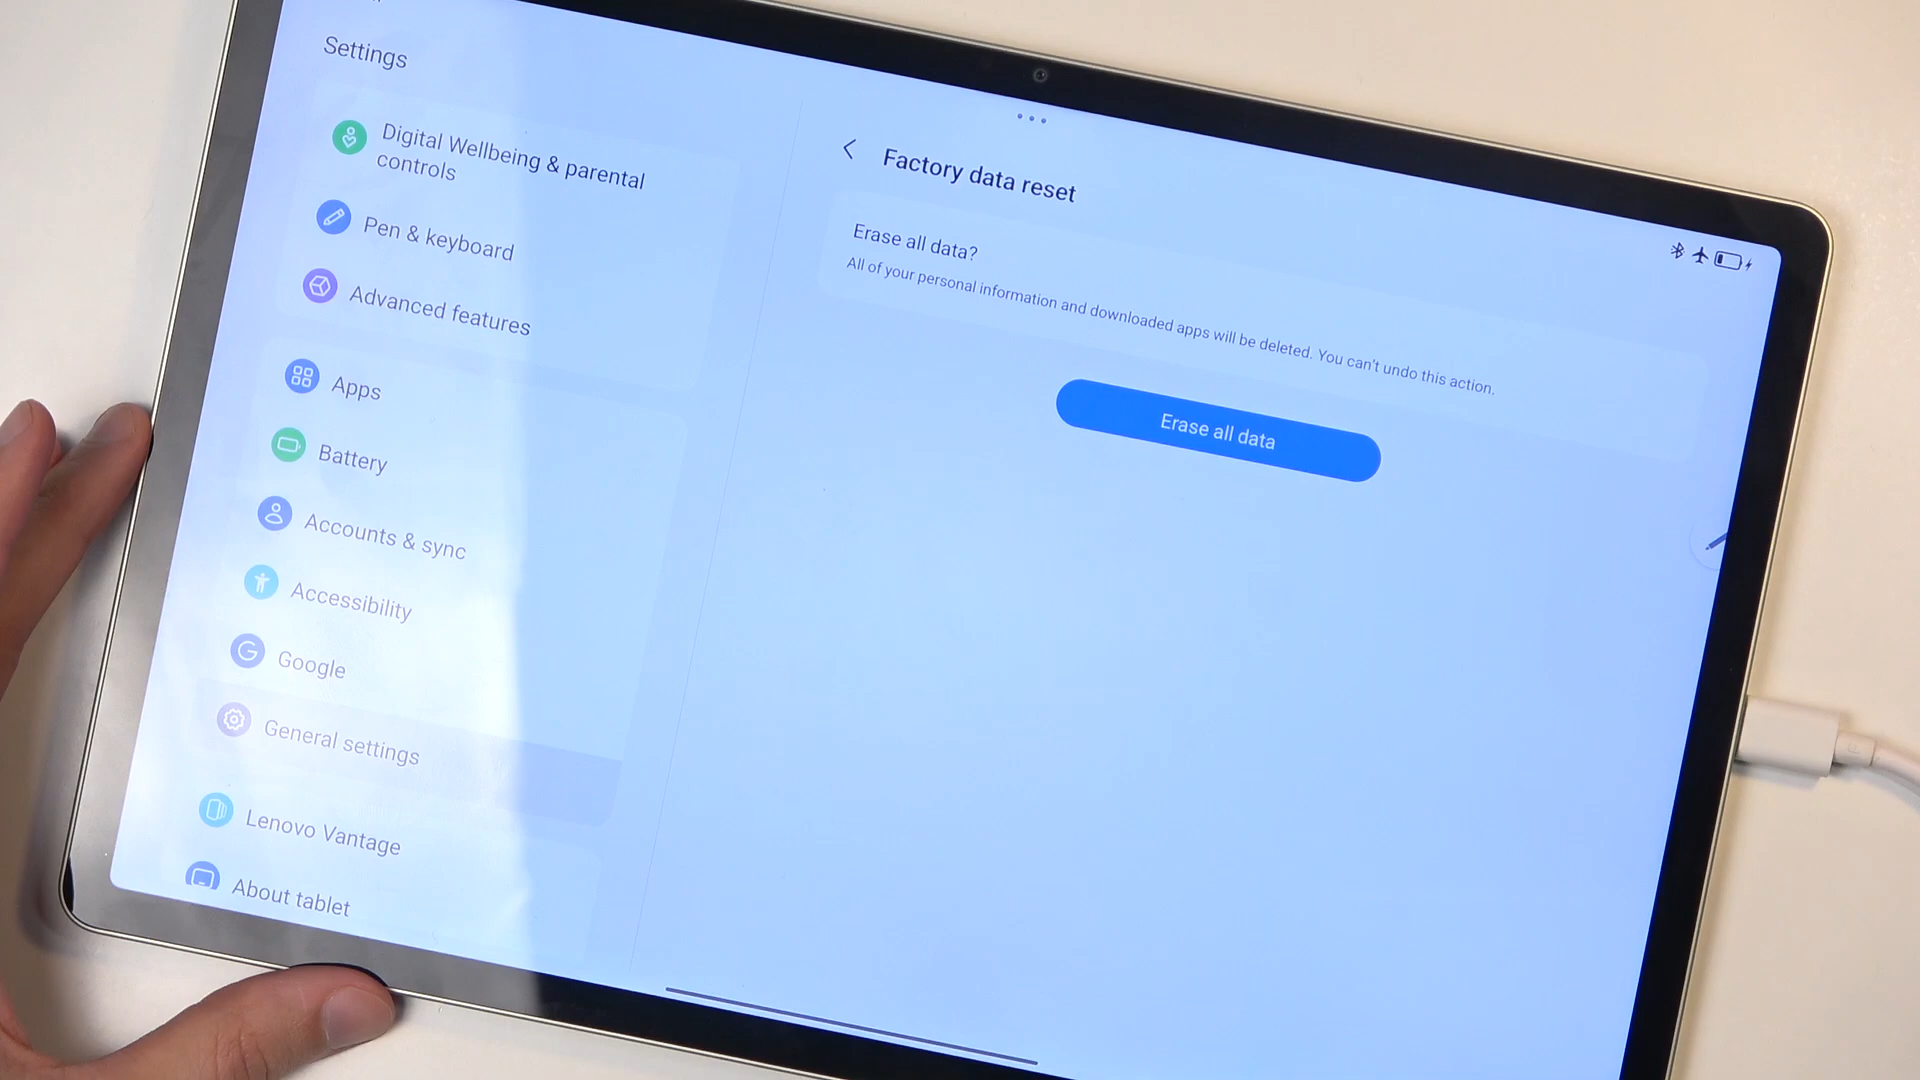 Settings
Digital Wellbeing & parental
controls
Pen & keyboard
Advanced features
Apps
Battery
Accounts & sync
Accessibility
Google
General settings
Lenovo Vantage
About tablet
Factory data reset
Erase all data?
All of your personal information and downloaded apps will be deleted. You can't undo this action.
Erase all data